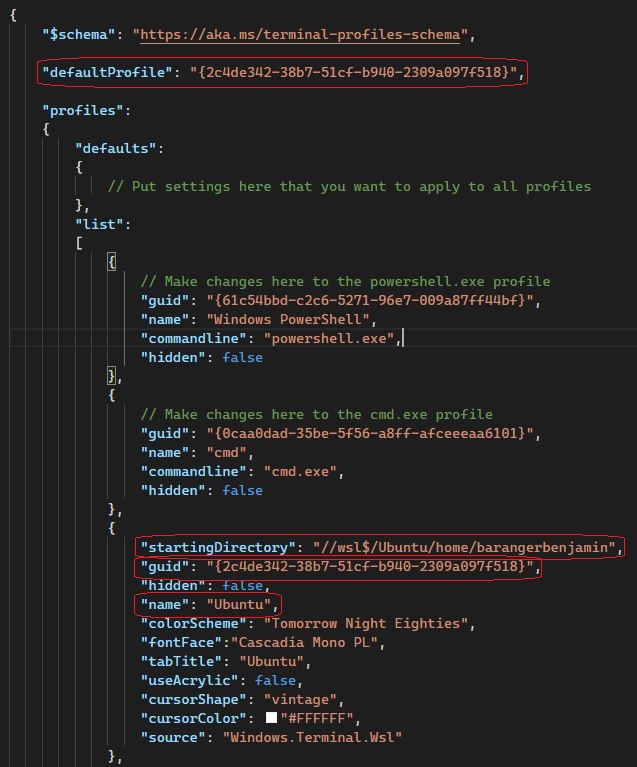 {
"$schema": "https://aka.ms/terminal-profiles-schema",
"defaultProfile": "{2c4de342-38b7-51cf-b940-2309a097f518}",
"profiles":
{
"defaults":
{
// Put settings here that you want to apply to all profiles
},
"list":
[
{
// Make changes here to the powershell.exe profile
"guid": "{61c54bbd-c2c6-5271-96e7-009a87ff44bf}",
"name": "Windows PowerShell",
"commandline": "powershell.exe",
"hidden": false
},
{
// Make changes here to the cmd.exe profile
"guid": "{0caa0dad-35be-5f56-a8ff-afceeeaa6101}",
"name": "cmd",
"commandline": "cmd.exe",
"hidden": false
},
{
"startingDirectory": "//wsl$/Ubuntu/home/barangerbenjamin",
"guid": "{2c4de342-38b7-51cf-b940-2309a097f518}",
"hidden": false,
"name": "Ubuntu",
"colorScheme": "Tomorrow Night Eighties",
"fontFace":"Cascadia Mono PL",
"tabTitle": "Ubuntu",
"useAcrylic": false,
"cursorShape": "vintage",
"cursorColor": "#FFFFFF",
"source": "Windows.Terminal.Wsl"
},